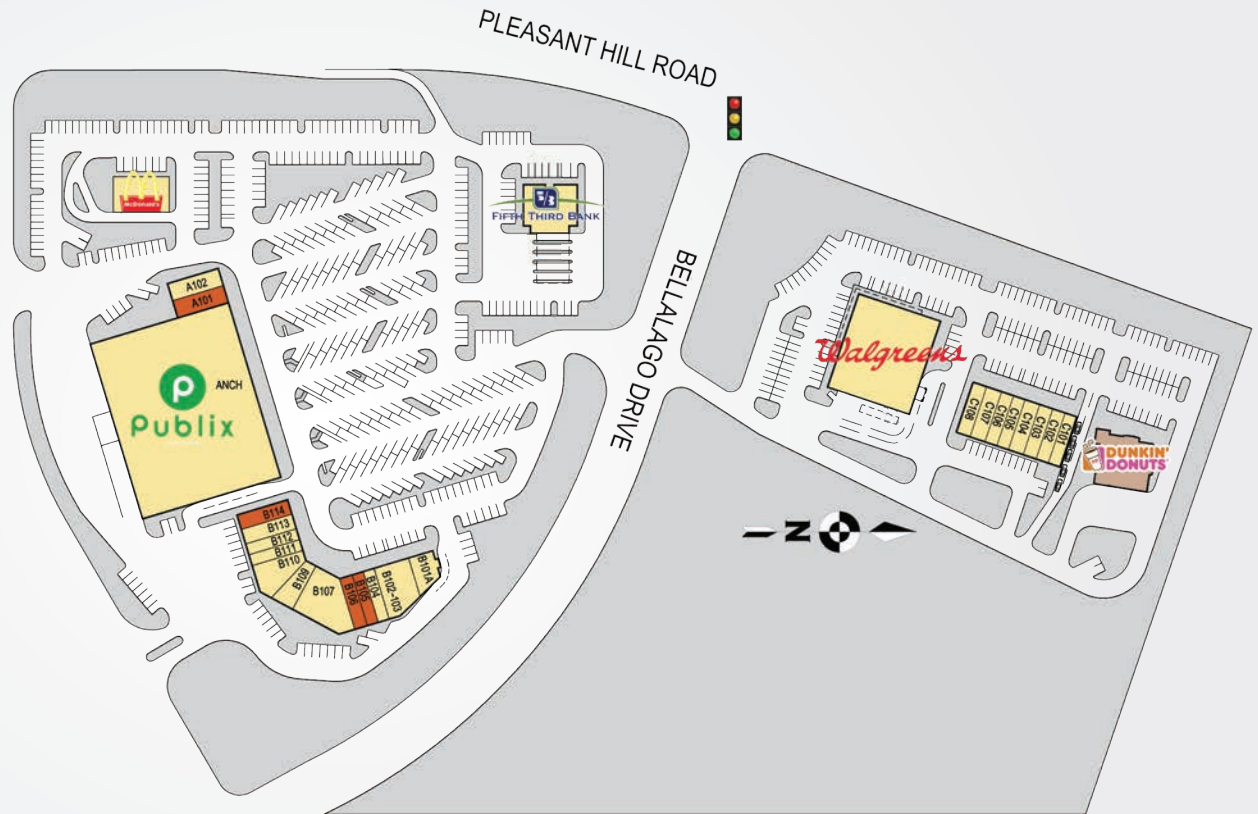 PLEASANT HILL ROAD
McDonald's
FIFTH THIRD BANK
BELLALAGO DRIVE
A102
A101
ANCH
Publix
Walgreens
C108
C107
C106
C105
C104
C103
C102
C101
DUNKIN'
DONUTS
N
B114
B113
B112
B111
B110
B109
B107
B106
B105
B104
B102-103
B101A